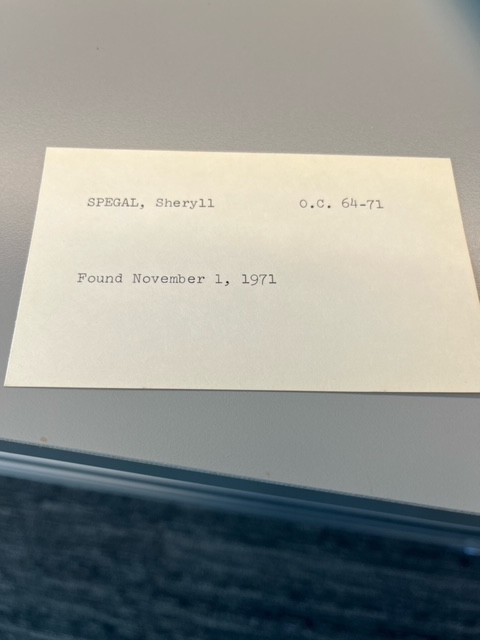 SPEGAL, Sheryll O.C. 64-71
Found November 1, 1971